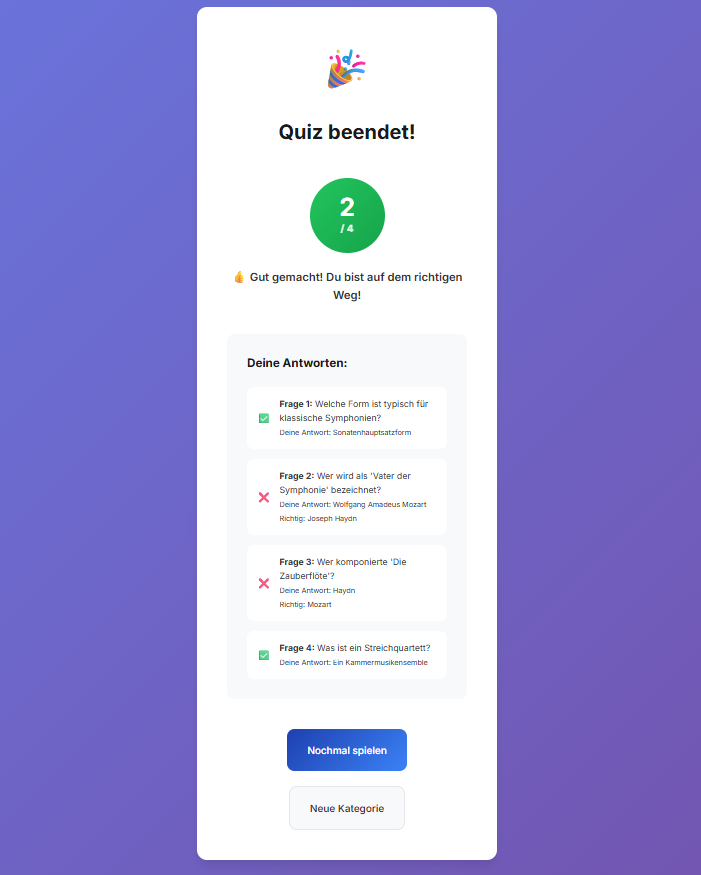 Quiz beendet!
2
/ 4
👍 Gut gemacht! Du bist auf dem richtigen
Weg!
Deine Antworten:
Frage 1: Welche Form ist typisch für
klassische Symphonien?
Deine Antwort: Sonatenhauptsatzform
Frage 2: Wer wird als 'Vater der
Symphonie' bezeichnet?
Deine Antwort: Wolfgang Amadeus Mozart
Richtig: Joseph Haydn
Frage 3: Wer komponierte 'Die
Zauberflöte'?
Deine Antwort: Haydn
Richtig: Mozart
Frage 4: Was ist ein Streichquartett?
Deine Antwort: Ein Kammermusikensemble
Nochmal spielen
Neue Kategorie